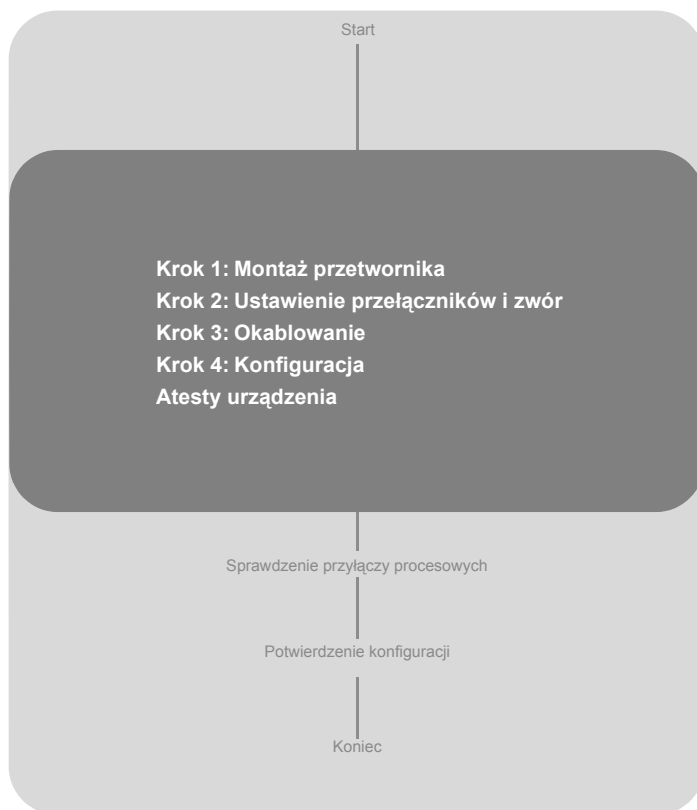 Start
Krok 1: Montaż przetwornika
Krok 2: Ustawienie przełączników i zwór
Krok 3: Okablowanie
Krok 4: Konfiguracja
Atesty urządzenia
Sprawdzenie przyłączy procesowych
Potwierdzenie konfiguracji
Koniec